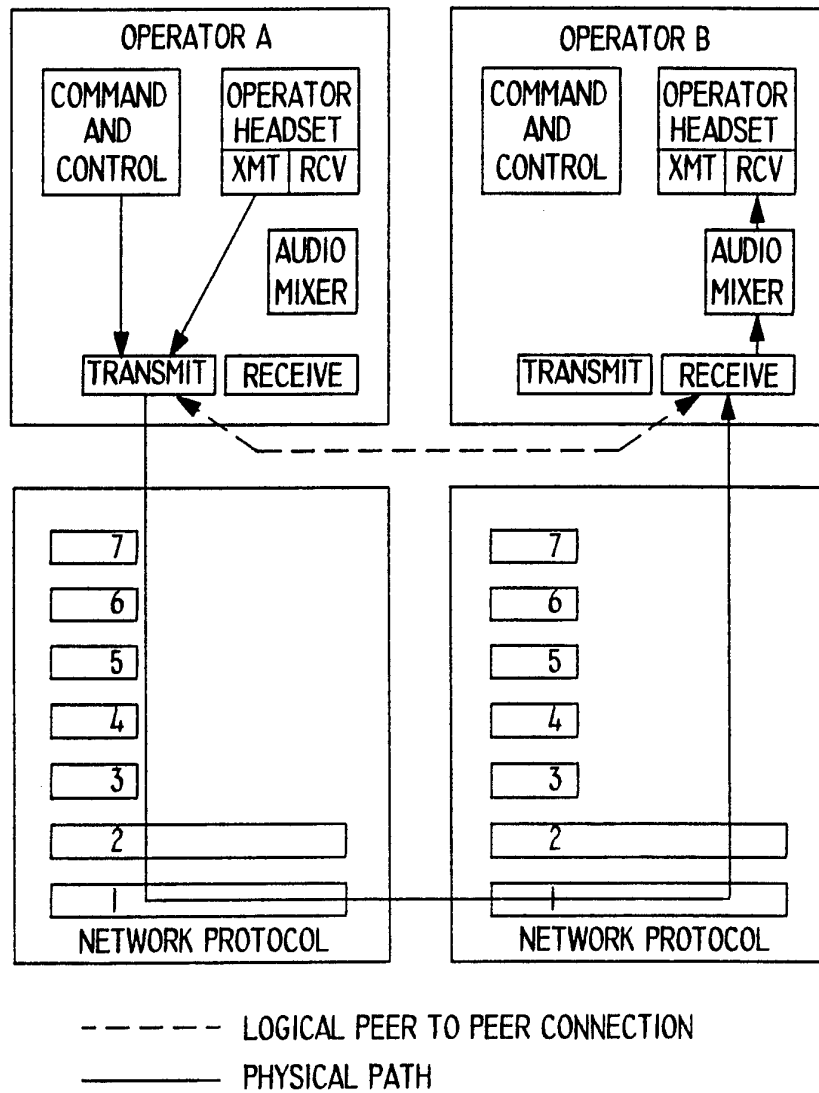 OPERATOR A
COMMAND
AND
CONTROL
OPERATOR
HEADSET
XMT RCV
AUDIO
MIXER
TRANSMIT
RECEIVE
OPERATOR B
COMMAND
AND
CONTROL
OPERATOR
HEADSET
XMT RCV
AUDIO
MIXER
TRANSMIT
RECEIVE
7
6
5
4
3
2
1
NETWORK PROTOCOL
7
6
5
4
3
2
1
NETWORK PROTOCOL
LOGICAL PEER TO PEER CONNECTION
PHYSICAL PATH